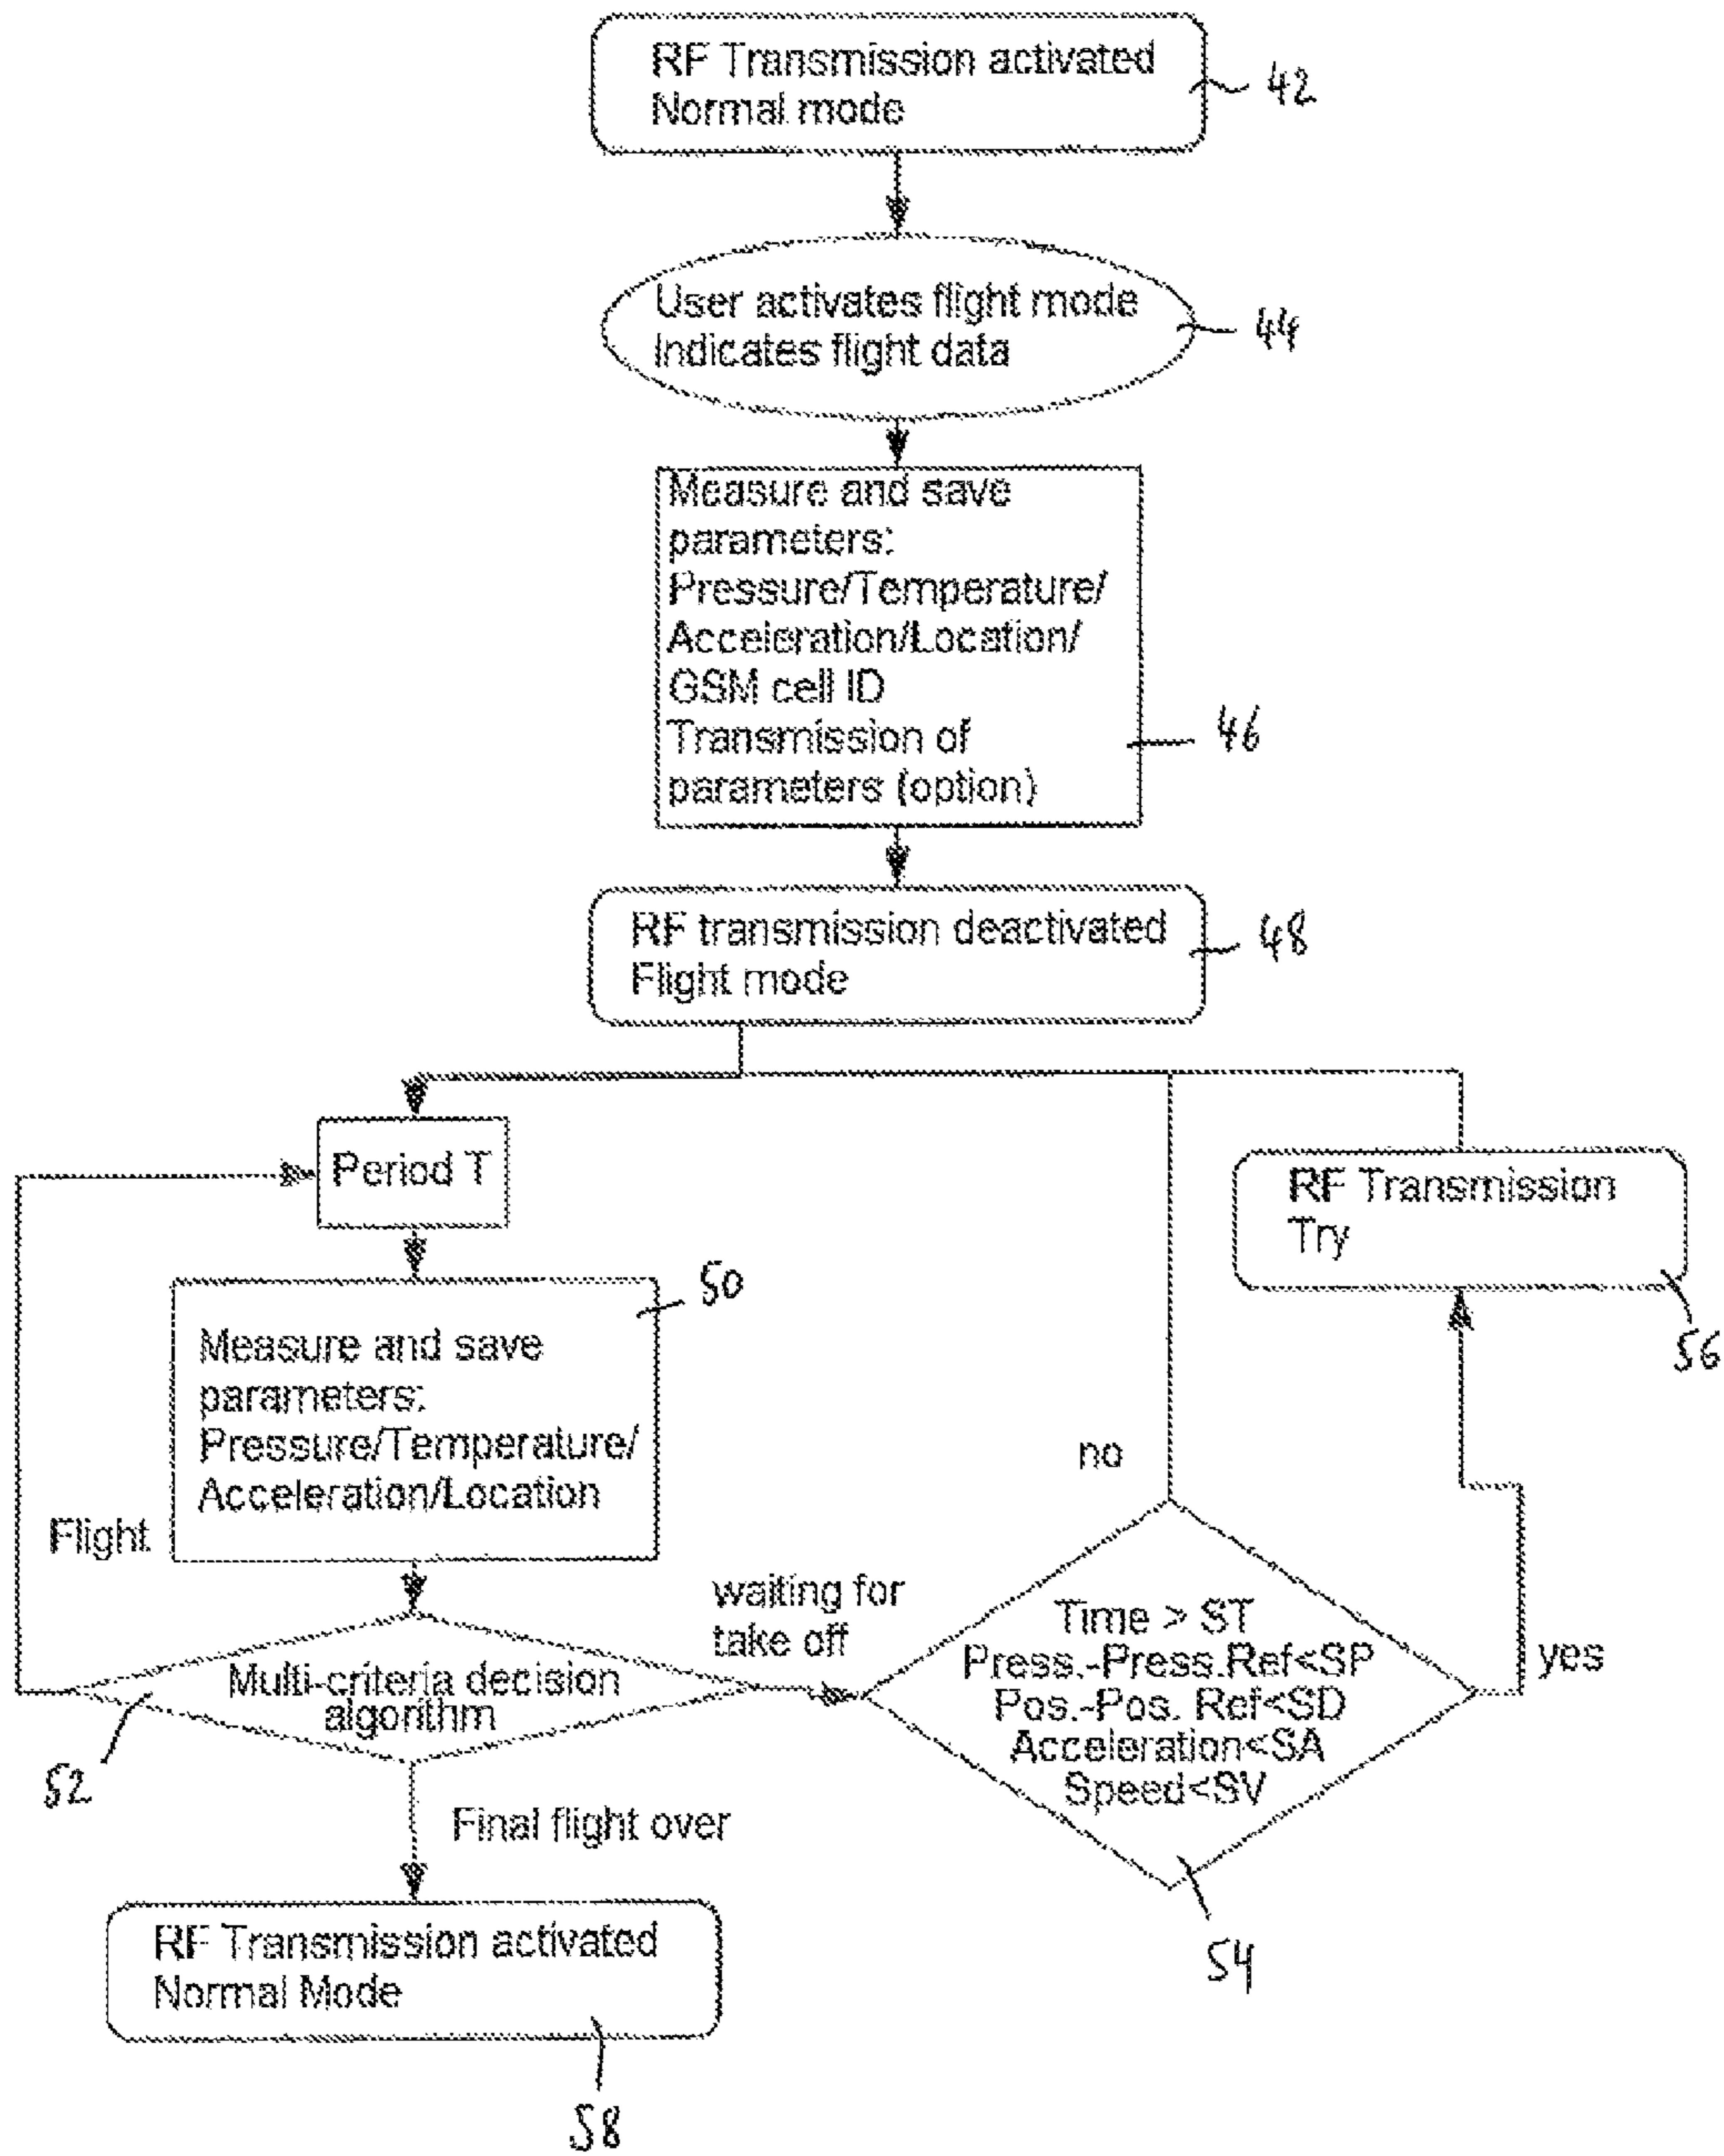 RF Transmission activated
Normal mode
42
User activates flight mode
Indicates flight data
44
Measure and save
parameters:
Pressure/Temperature/
Acceleration/Location/
GSM cell ID
Transmission of
parameters (option)
46
RF transmission deactivated
Flight mode
48
Period T
RF Transmission
Try
56
50
Measure and save
parameters:
Pressure/Temperature/
Acceleration/Location
no
Flight
waiting for
take off
Time > ST
Press.-Press.Ref<SP
Pos.-Pos. Ref<SD
Acceleration<SA
Speed<SV
yes
Multi-criteria decision
algorithm
52
Final flight over
54
RF Transmission activated
Normal Mode
58